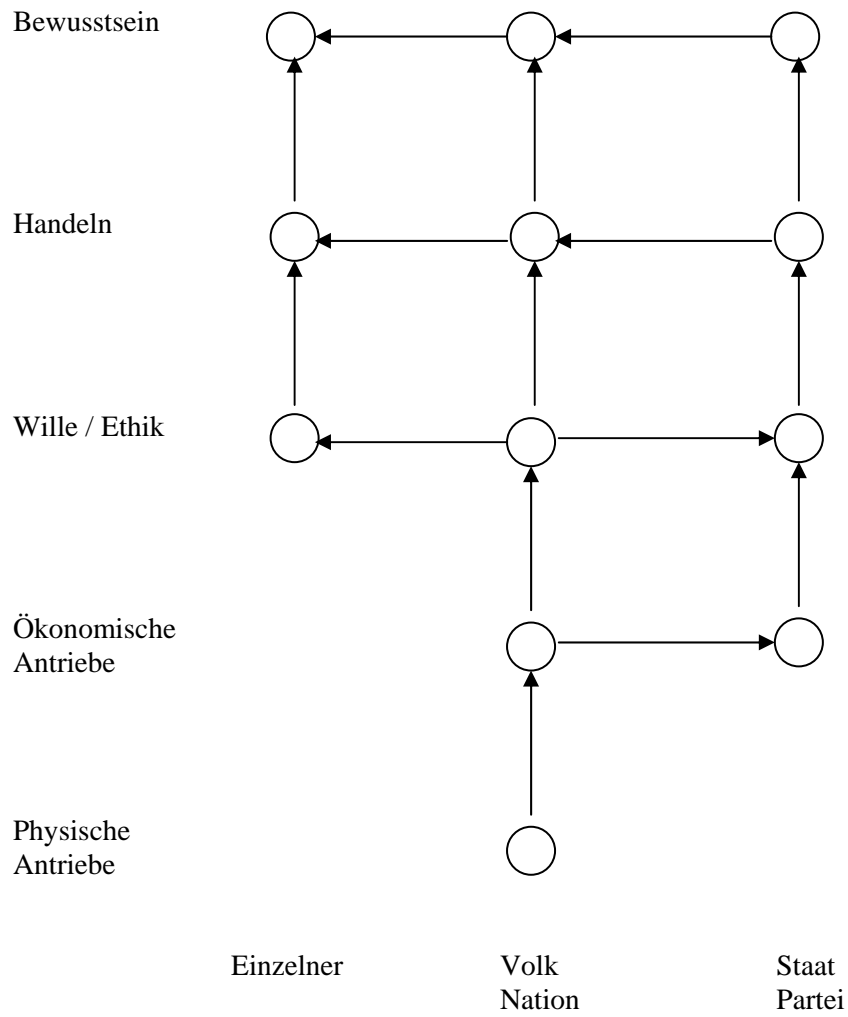 Bewusstsein
Handeln
Wille / Ethik
Ökonomische
Antriebe
Physische
Antriebe
Einzelner
Volk
Nation
Staat
Partei